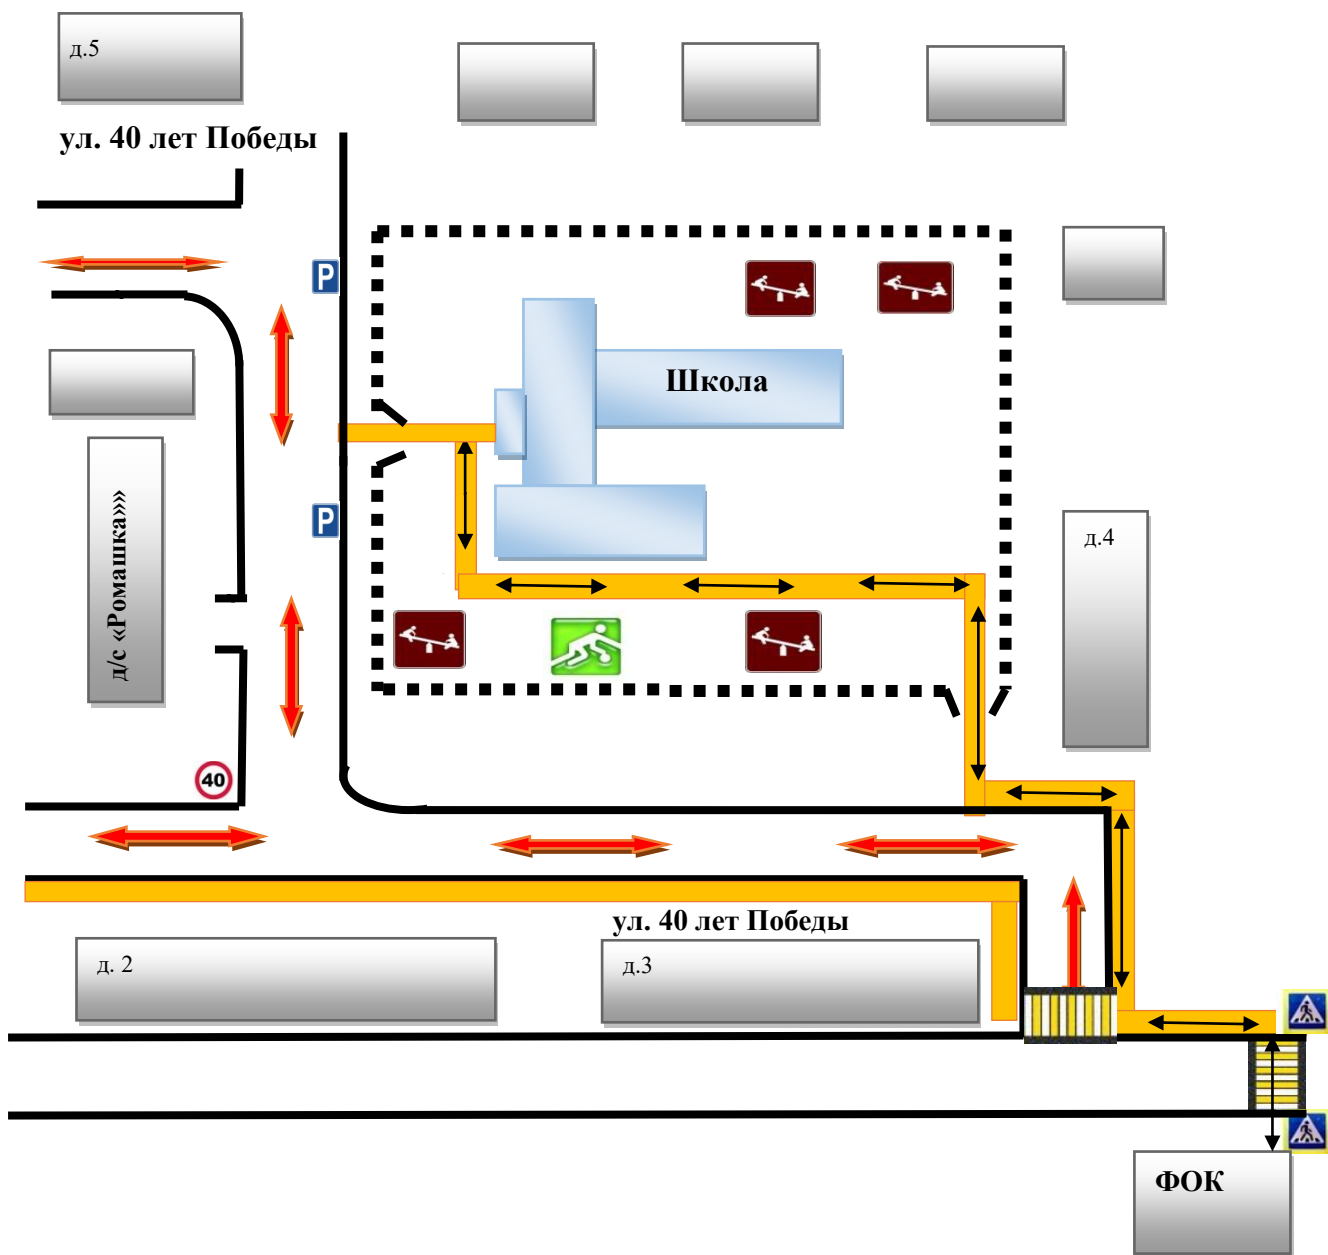 д.5
ул. 40 лет Победы
P
Школа
P
д.4
д/с «Ромашка»»
40
ул. 40 лет Победы
д. 2
д.3
ФОК